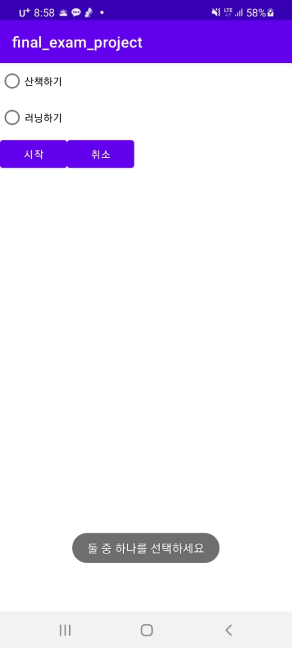 U+ 8:58 LTE 58%
final_exam_project
산책하기
러닝하기
시작 취소
둘 중 하나를 선택하세요